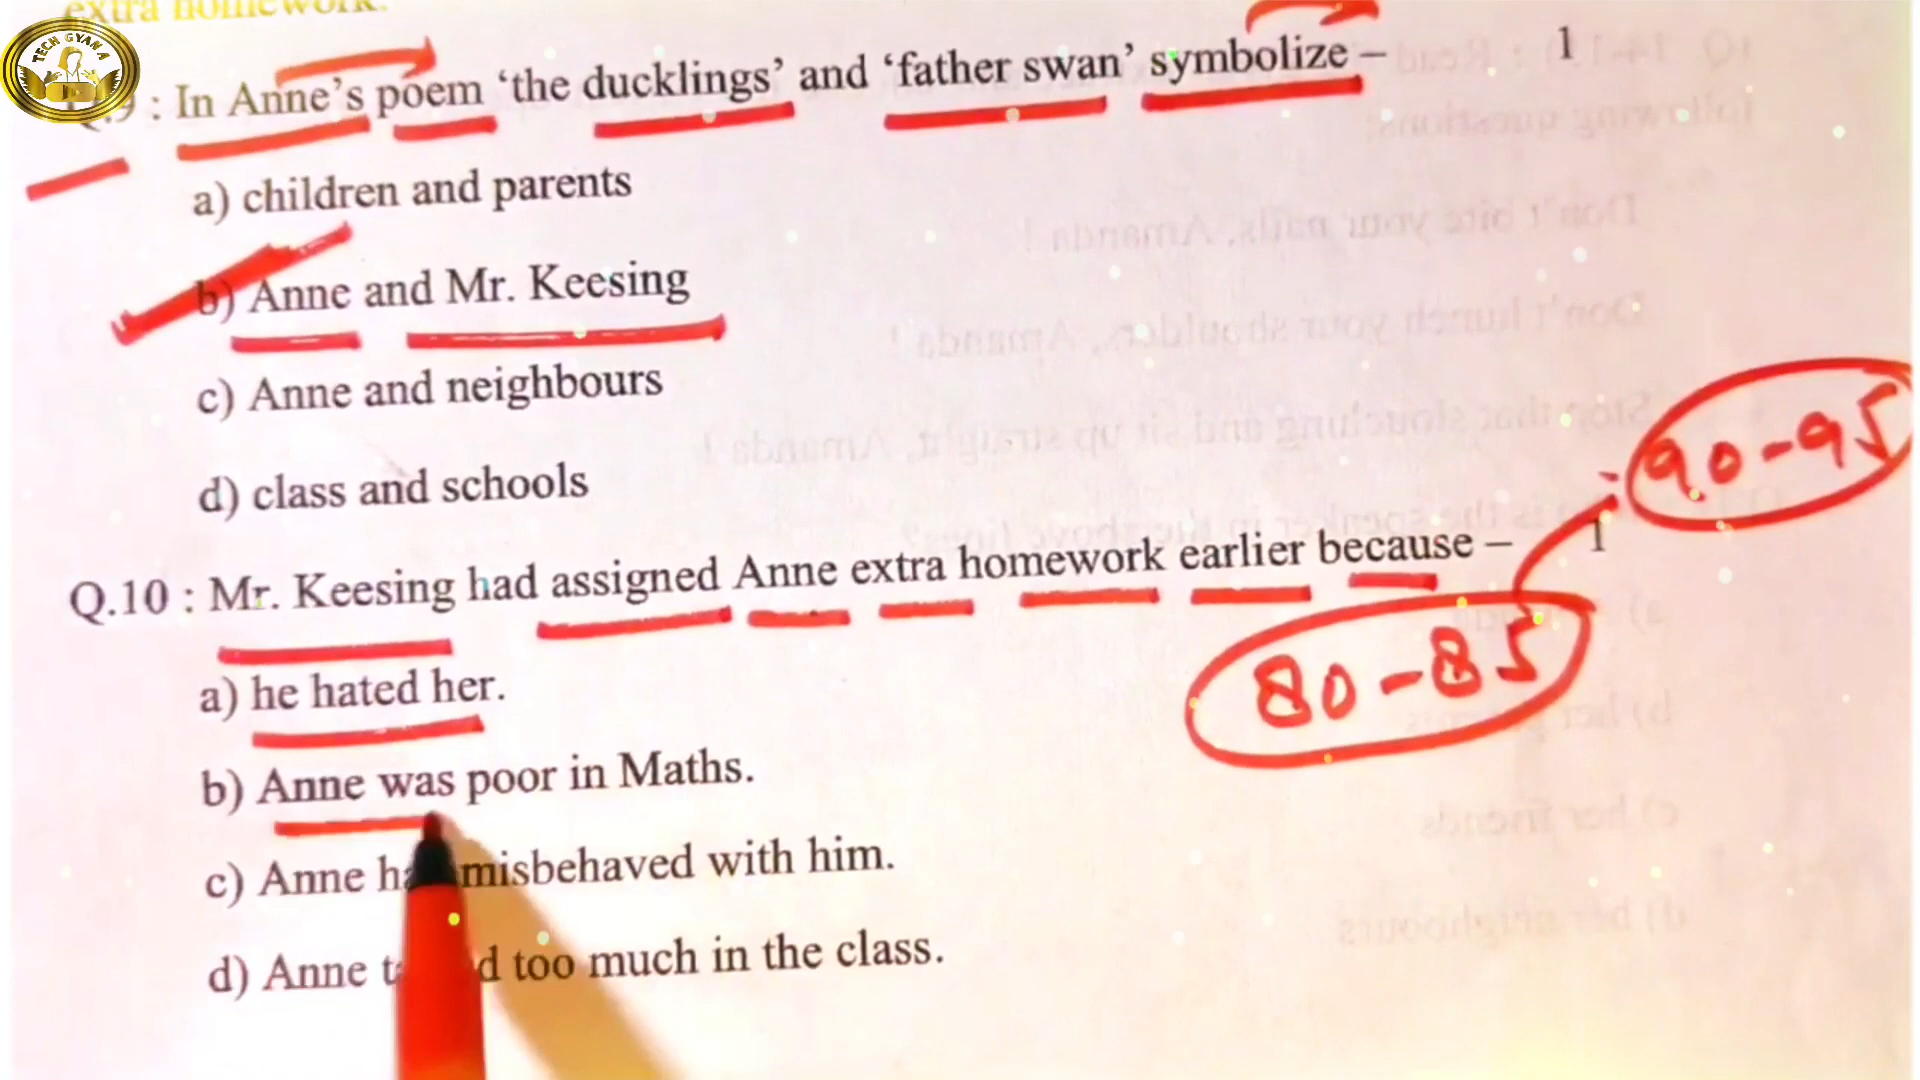 extra homework.
TECH GYAN A
Q.9 : In Anne's poem 'the ducklings' and 'father swan' symbolize – 1
a) children and parents
b) Anne and Mr. Keesing
c) Anne and neighbours
d) class and schools
90-95
Q.10 : Mr. Keesing had assigned Anne extra homework earlier because – 1
80-85
a) he hated her.
b) Anne was poor in Maths.
c) Anne misbehaved with him.
d) Anne too much in the class.